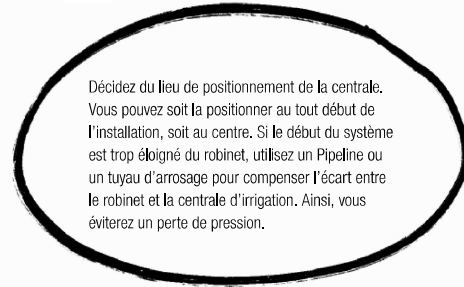 Décidez du lieu de positionnement de la centrale.
Vous pouvez soit la positionner au tout début de
l'installation, soit au centre. Si le début du système
est trop éloigné du robinet, utilisez un Pipeline ou
un tuyau d'arrosage pour compenser l'écart entre
le robinet et la centrale d'irrigation. Ainsi, vous
éviterez un perte de pression.